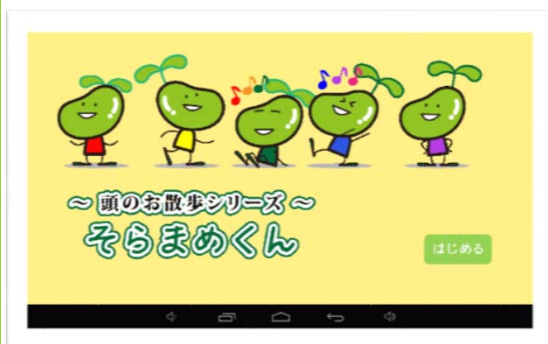 ～ 頭のお散歩シリーズ ～
そらまめくん
はじめる